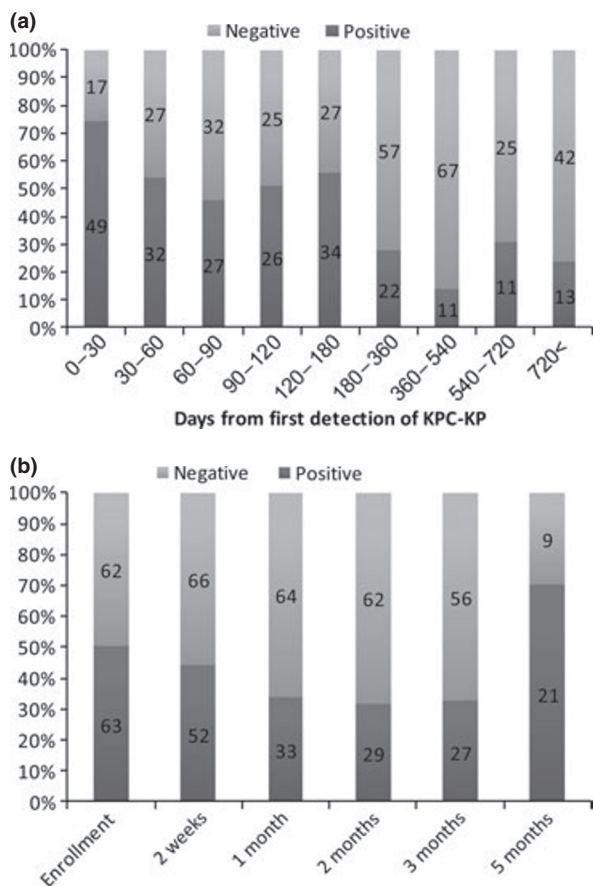 (a)
Negative Positive
100%
90%
80%
70%
60%
50%
40%
30%
20%
10%
0%
17 27 32 25 27 57 67 25 42
49 32 27 26 34 22 11 11 13
0–30 30–60 60–90 90–120 120–180 180–360 360–540 540–720 720<
Days from first detection of KPC-KP
(b)
Negative Positive
100%
90%
80%
70%
60%
50%
40%
30%
20%
10%
0%
62 66 64 62 56 9
63 52 33 29 27 21
Enrollment 2 weeks 1 month 2 months 3 months 5 months